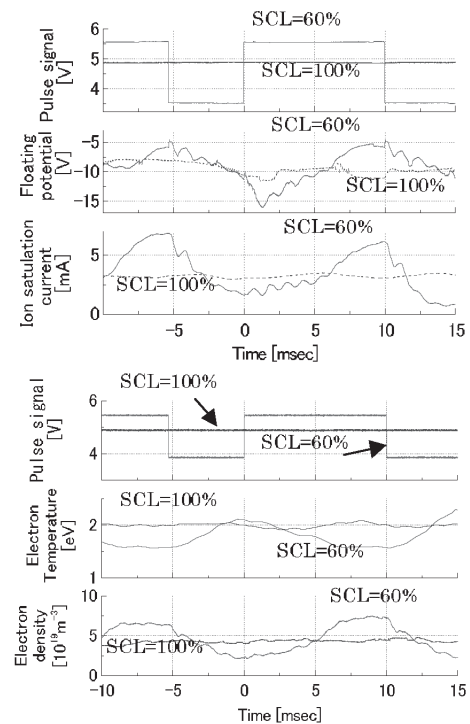 SCL=60%
6
5
4
Pulse signal
[V]
SCL=100%
SCL=60%
-5
-10
-15
Floating
potential
[V]
SCL=100%
SCL=60%
5
0
Ion satulation
current
[mA]
SCL=100%
-5 0 5 10 15
Time [msec]
SCL=100%
6
4
Pulse signal
[V]
SCL=60%
SCL=100%
2
1
Electron
Temperature
[eV]
SCL=60%
SCL=60%
10
5
0
Electron
density
[10¹⁹m⁻³]
SCL=100%
-10 -5 0 5 10 15
Time [msec]